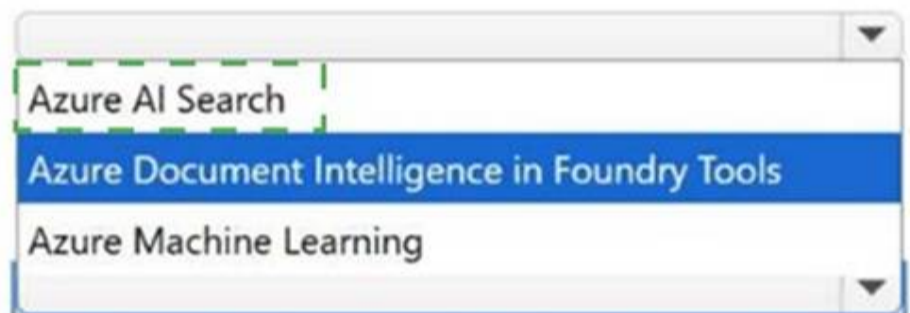 Azure AI Search
Azure Document Intelligence in Foundry Tools
Azure Machine Learning